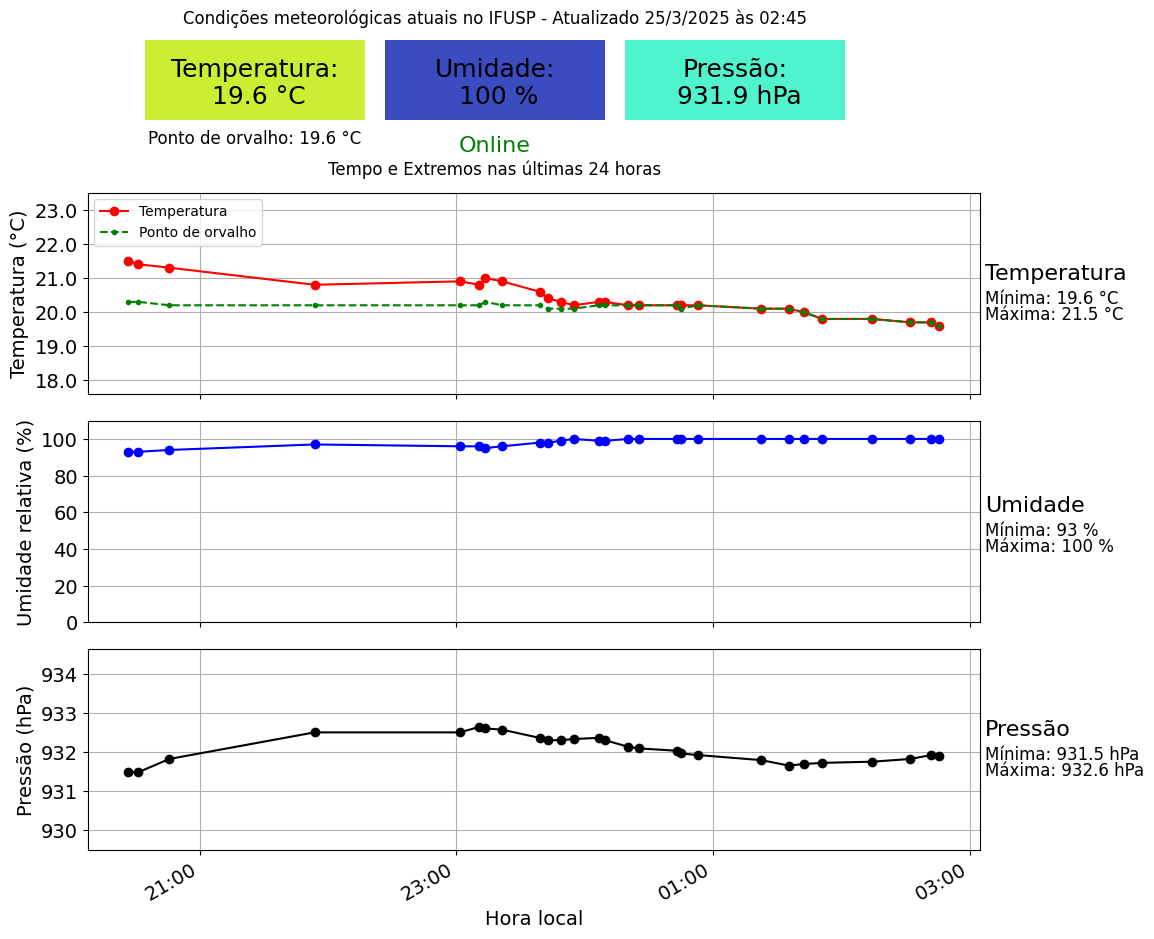 Condições meteorológicas atuais no IFUSP - Atualizado 25/3/2025 às 02:45
Temperatura:
19.6 °C
Umidade:
100 %
Pressão:
931.9 hPa
Ponto de orvalho: 19.6 °C
Online
Tempo e Extremos nas últimas 24 horas
Temperatura (°C)
23.0
22.0
21.0
20.0
19.0
18.0
Temperatura
Ponto de orvalho
Temperatura
Mínima: 19.6 °C
Máxima: 21.5 °C
Umidade relativa (%)
100
80
60
40
20
0
Umidade
Mínima: 93 %
Máxima: 100 %
Pressão (hPa)
934
933
932
931
930
Pressão
Mínima: 931.5 hPa
Máxima: 932.6 hPa
21:00
23:00
01:00
03:00
Hora local